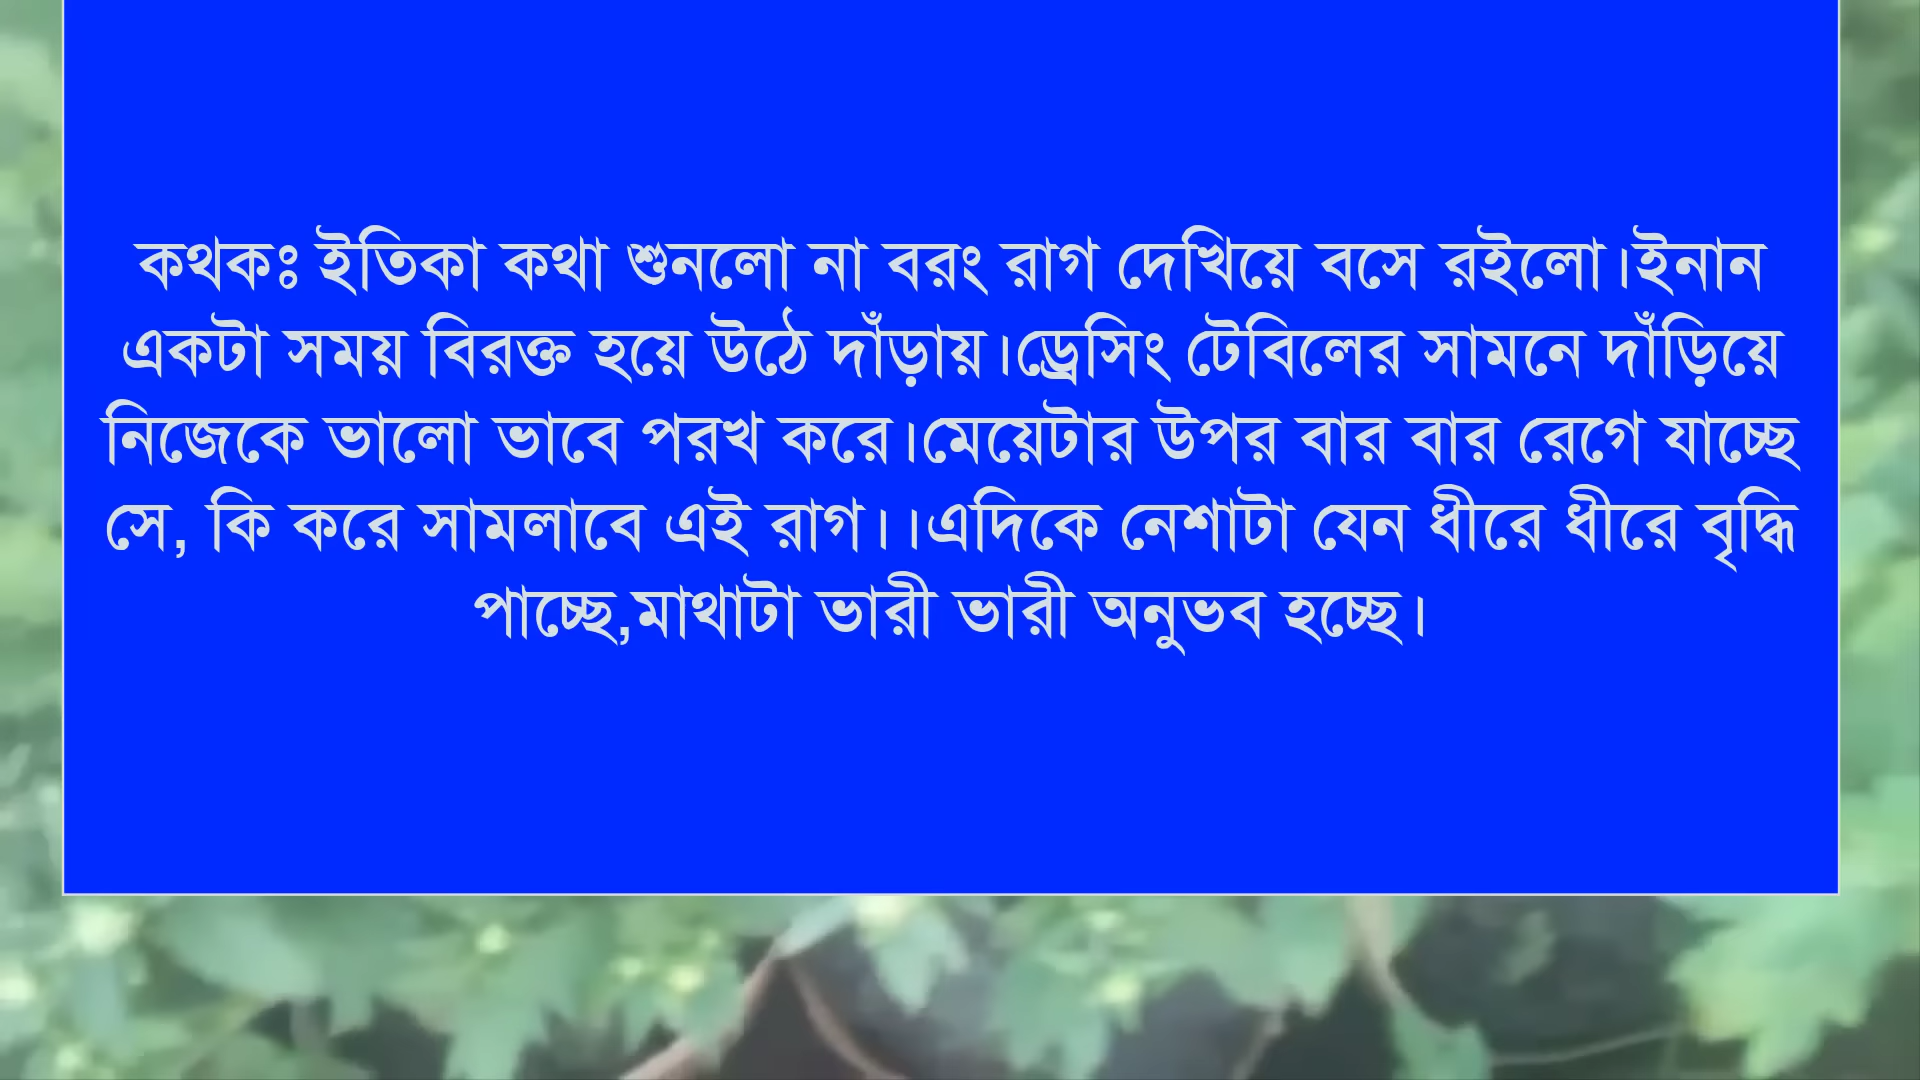 কথকঃ ইতিকা কথা শুনলো না বরং রাগ দেখিয়ে বসে রইলো।ইনান
একটা সময় বিরক্ত হয়ে উঠে দাঁড়ায়।ড্রেসিং টেবিলের সামনে দাঁড়িয়ে
নিজেকে ভালো ভাবে পরখ করে।মেয়েটার উপর বার বার রেগে যাচ্ছে
সে, কি করে সামলাবে এই রাগ।।এদিকে নেশাটা যেন ধীরে ধীরে বৃদ্ধি
পাচ্ছে,মাথাটা ভারী ভারী অনুভব হচ্ছে।